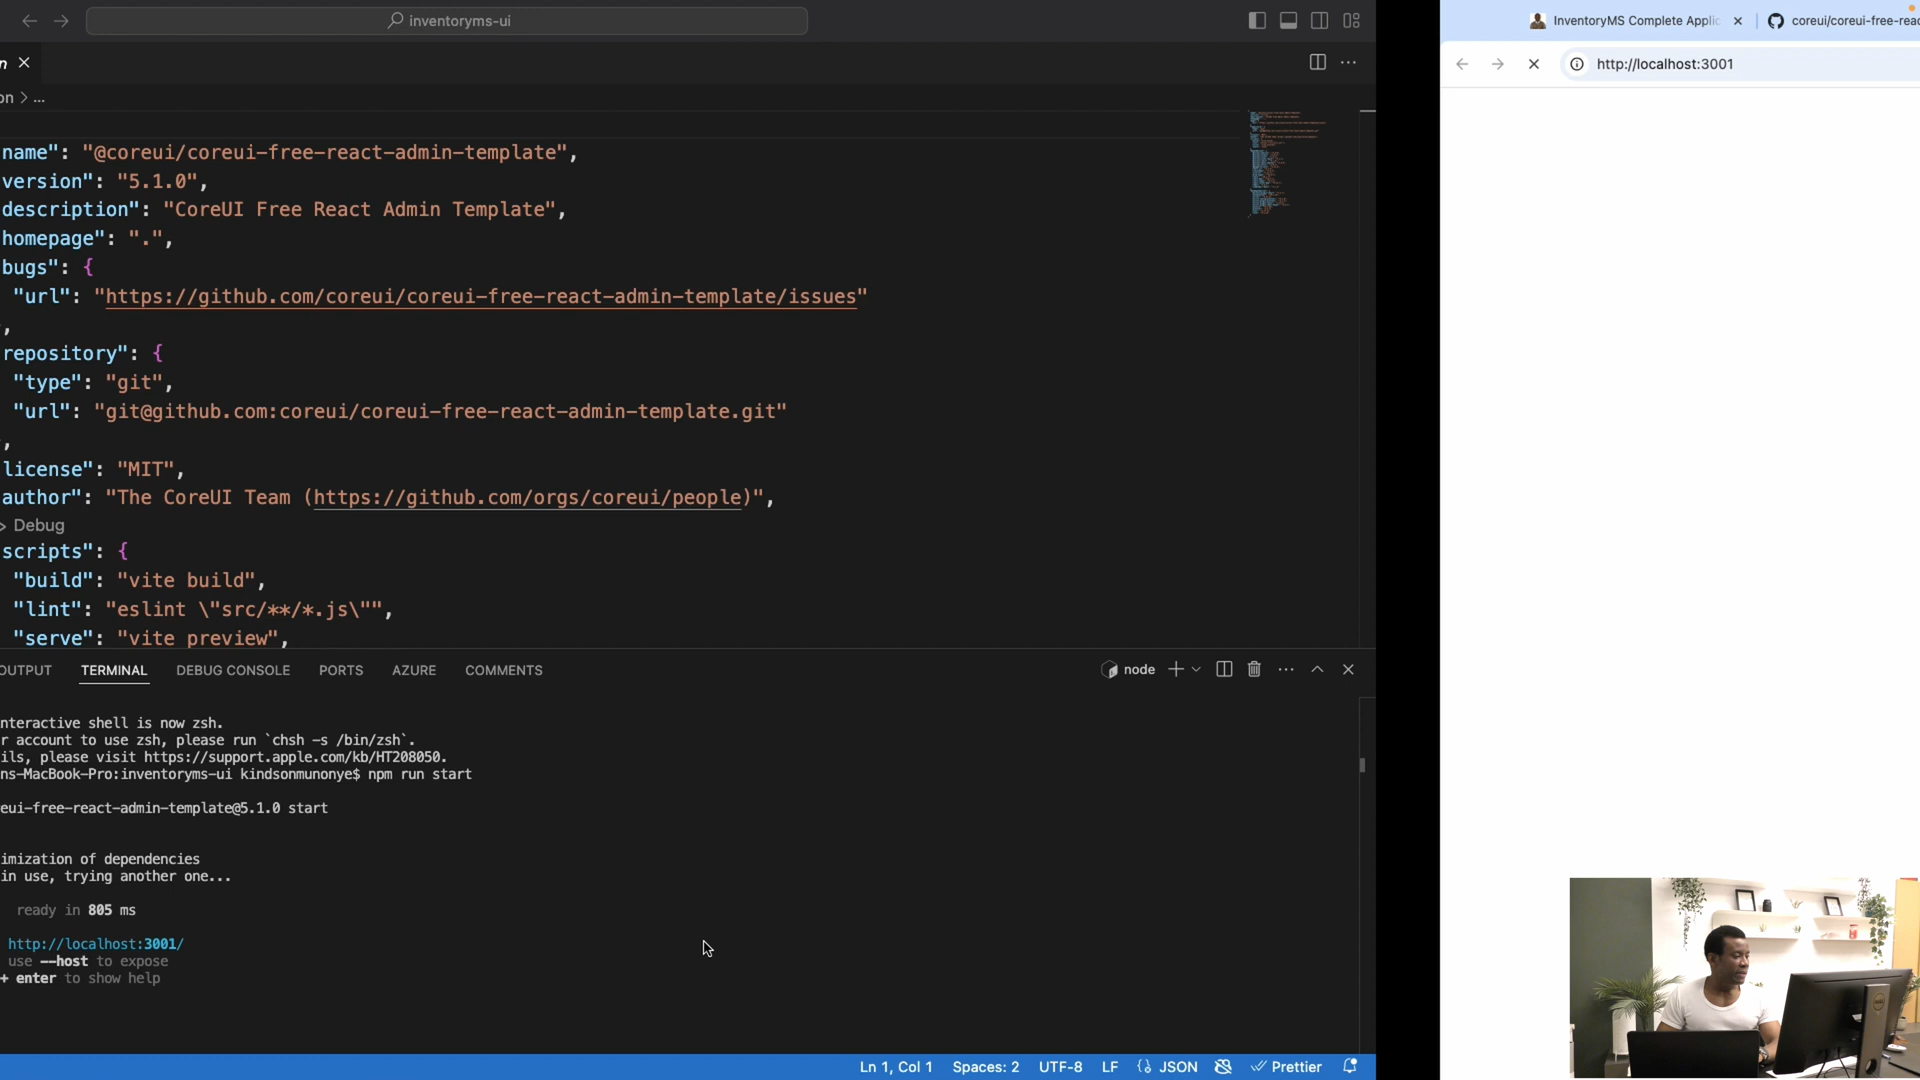 inventoryms-ui
n
on > ...
name": "@coreui/coreui-free-react-admin-template",
version": "5.1.0",
description": "CoreUI Free React Admin Template",
homepage": ".",
bugs": {
"url": "https://github.com/coreui/coreui-free-react-admin-template/issues"
,
repository": {
"type": "git",
"url": "git@github.com:coreui/coreui-free-react-admin-template.git"
,
license": "MIT",
author": "The CoreUI Team (https://github.com/orgs/coreui/people)",
> Debug
scripts": {
"build": "vite build",
"lint": "eslint \"src/**/*.js\"",
"serve": "vite preview",
OUTPUT TERMINAL DEBUG CONSOLE PORTS AZURE COMMENTS
node
nteractive shell is now zsh.
r account to use zsh, please run `chsh -s /bin/zsh`.
ils, please visit https://support.apple.com/kb/HT208050.
ns-MacBook-Pro:inventoryms-ui kindsonmunonye$ npm run start
eui-free-react-admin-template@5.1.0 start
imization of dependencies
in use, trying another one...
ready in 805 ms
http://localhost:3001/
use --host to expose
+ enter to show help
Ln 1, Col 1 Spaces: 2 UTF-8 LF {} JSON Prettier
InventoryMS Complete Applic
coreui/coreui-free-reac
http://localhost:3001